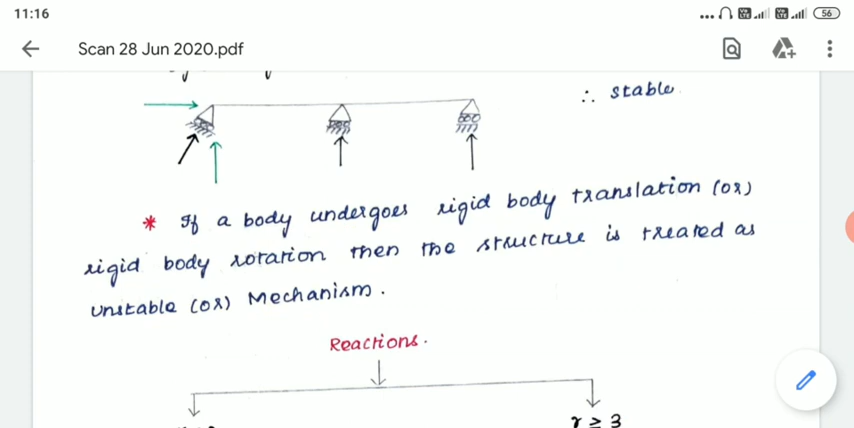 11:16
56
Scan 28 Jun 2020.pdf
∴ stable
* If a body undergoes rigid body translation (or)
rigid body rotation then the structure is treated as
unstable (or) Mechanism.
Reactions.
r ≥ 3